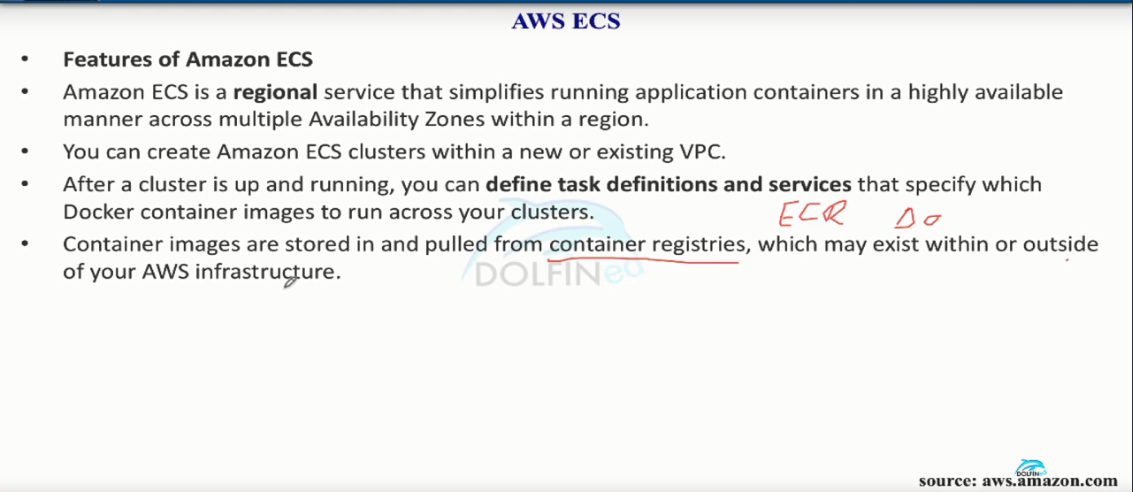 AWS ECS
• Features of Amazon ECS
• Amazon ECS is a regional service that simplifies running application containers in a highly available
manner across multiple Availability Zones within a region.
• You can create Amazon ECS clusters within a new or existing VPC.
• After a cluster is up and running, you can define task definitions and services that specify which
Docker container images to run across your clusters.
ECR Do
• Container images are stored in and pulled from container registries, which may exist within or outside
of your AWS infrastructure.
DOLFINed
DOLFINed
source: aws.amazon.com